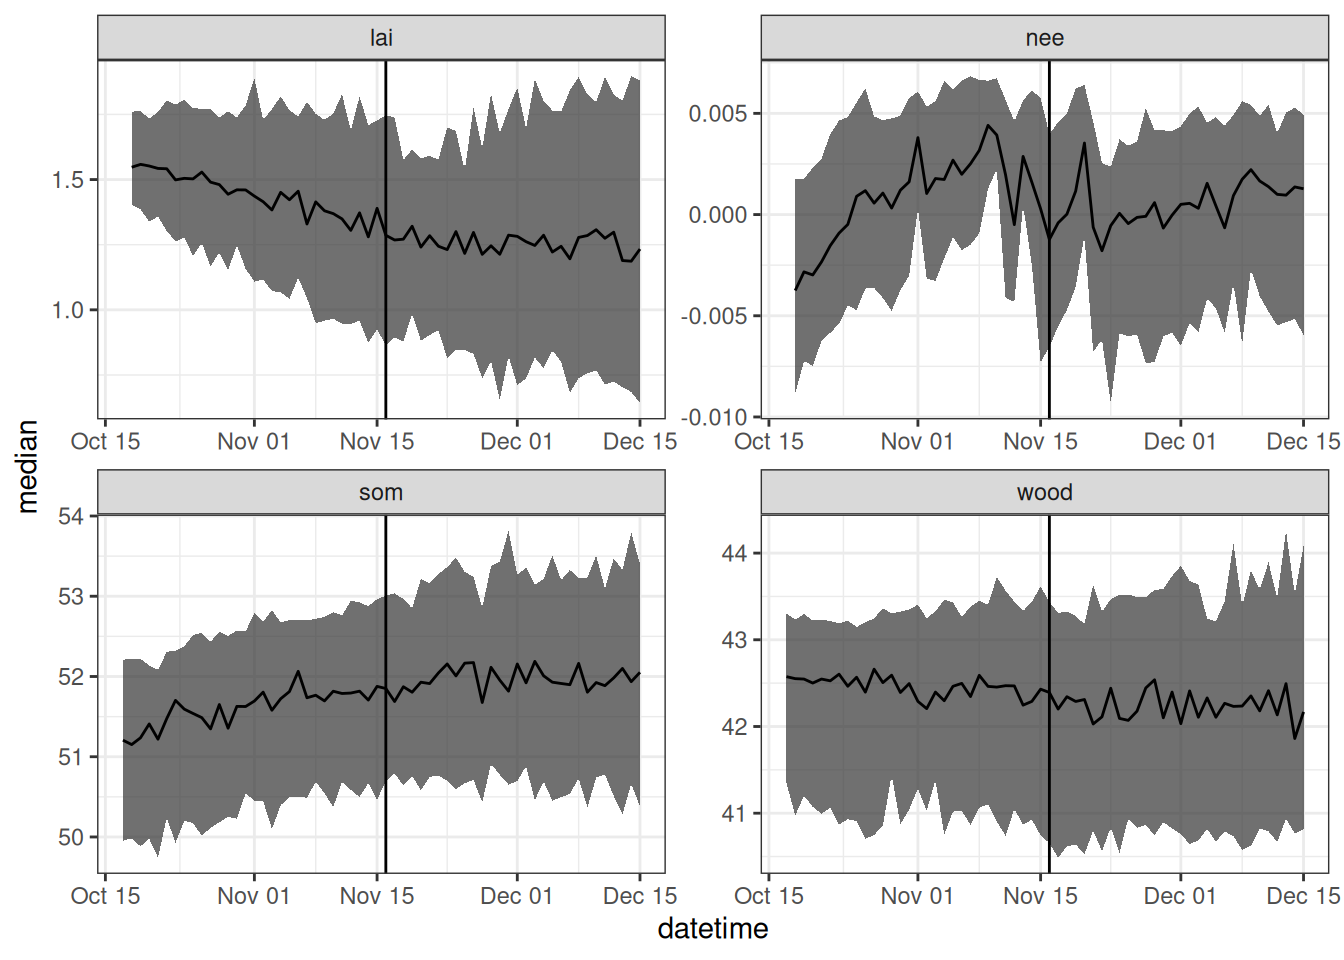 lai
nee
1.5
1.0
0.005
0.000
-0.005
-0.010
Oct 15 Nov 01 Nov 15 Dec 01 Dec 15
Oct 15 Nov 01 Nov 15 Dec 01 Dec 15
median
som
wood
54
53
52
51
50
44
43
42
41
Oct 15 Nov 01 Nov 15 Dec 01 Dec 15
Oct 15 Nov 01 Nov 15 Dec 01 Dec 15
datetime